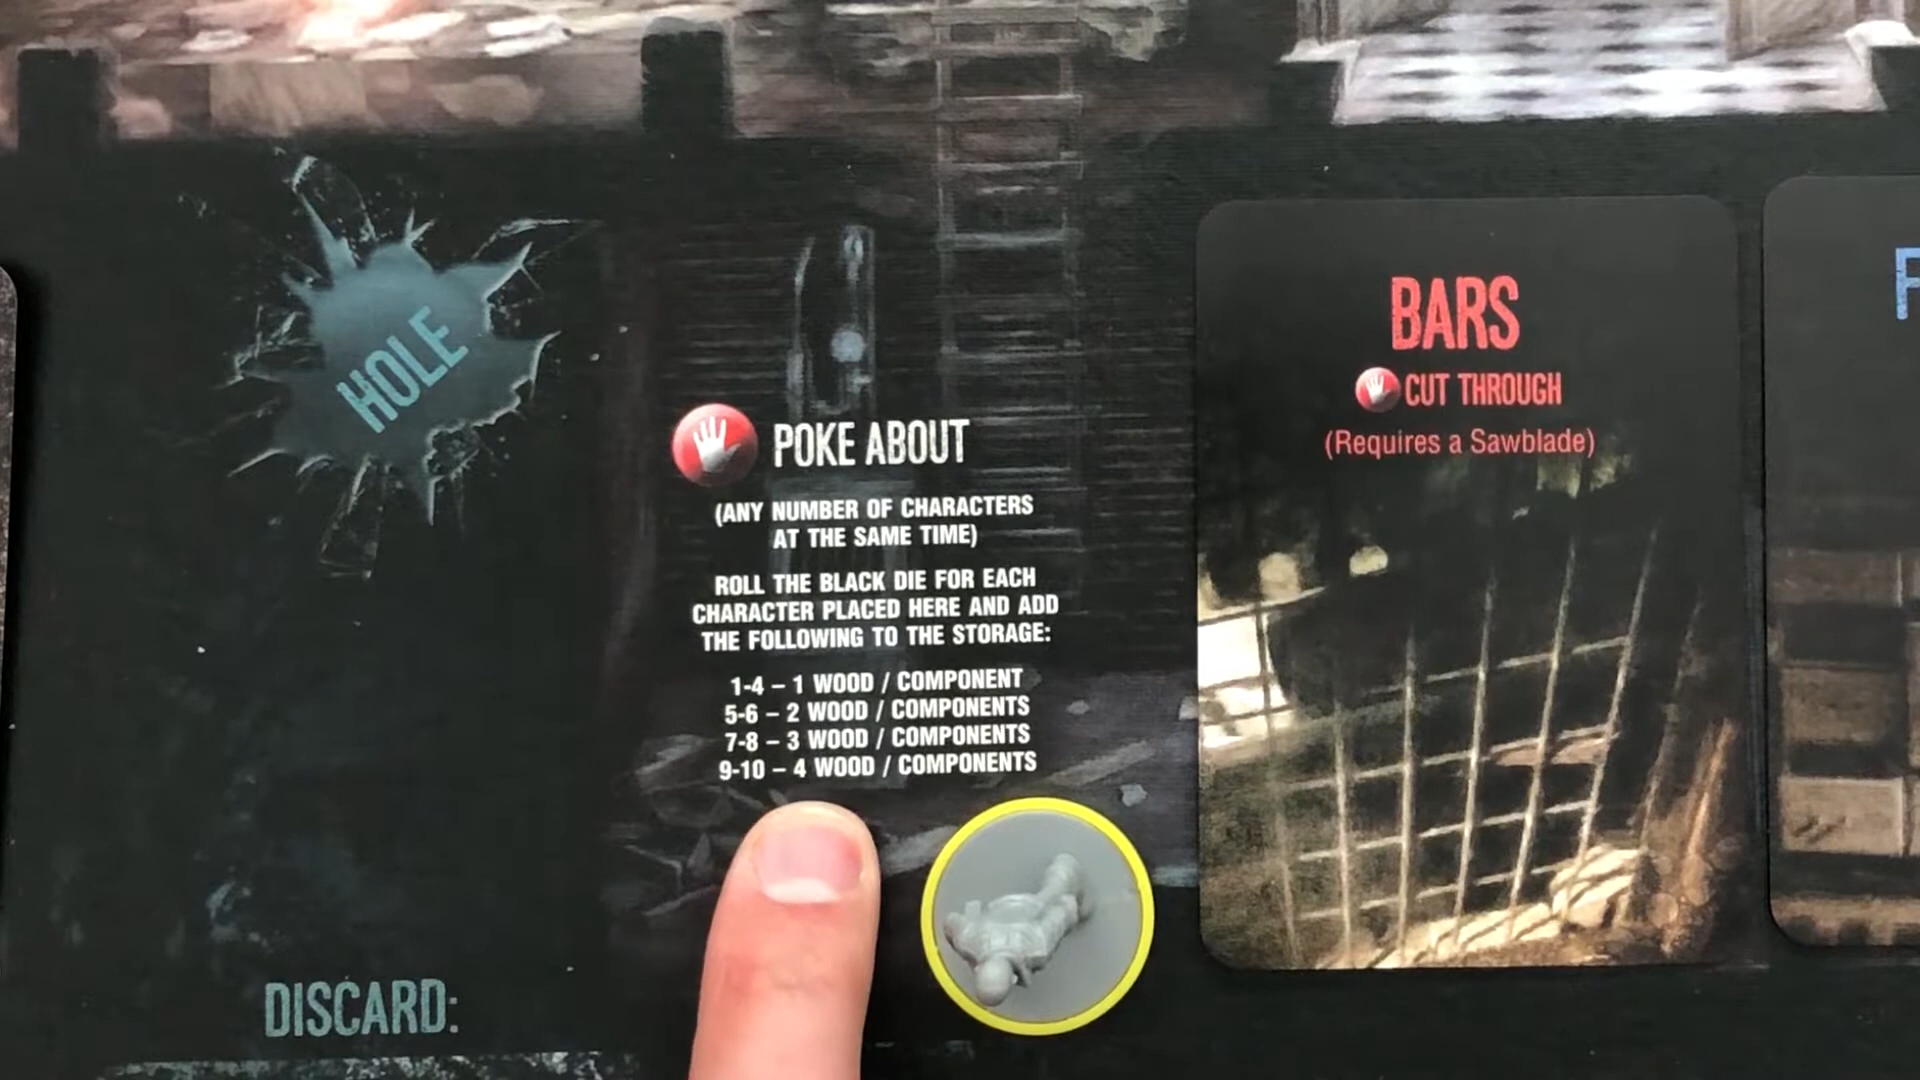 HOLE
POKE ABOUT
(ANY NUMBER OF CHARACTERS
AT THE SAME TIME)
ROLL THE BLACK DIE FOR EACH
CHARACTER PLACED HERE AND ADD
THE FOLLOWING TO THE STORAGE:
1-4 – 1 WOOD / COMPONENT
5-6 – 2 WOOD / COMPONENTS
7-8 – 3 WOOD / COMPONENTS
9-10 – 4 WOOD / COMPONENTS
DISCARD:
BARS
CUT THROUGH
(Requires a Sawblade)